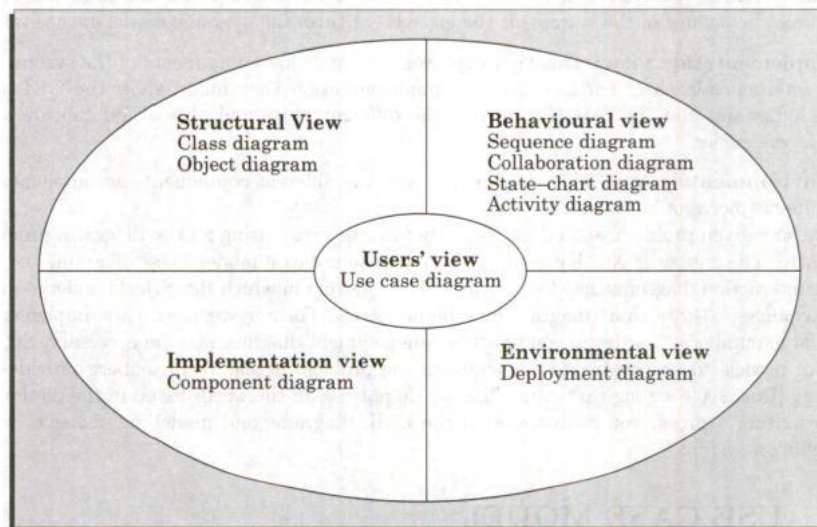 Structural View
Class diagram
Object diagram
Behavioural view
Sequence diagram
Collaboration diagram
State–chart diagram
Activity diagram
Users' view
Use case diagram
Implementation view
Component diagram
Environmental view
Deployment diagram